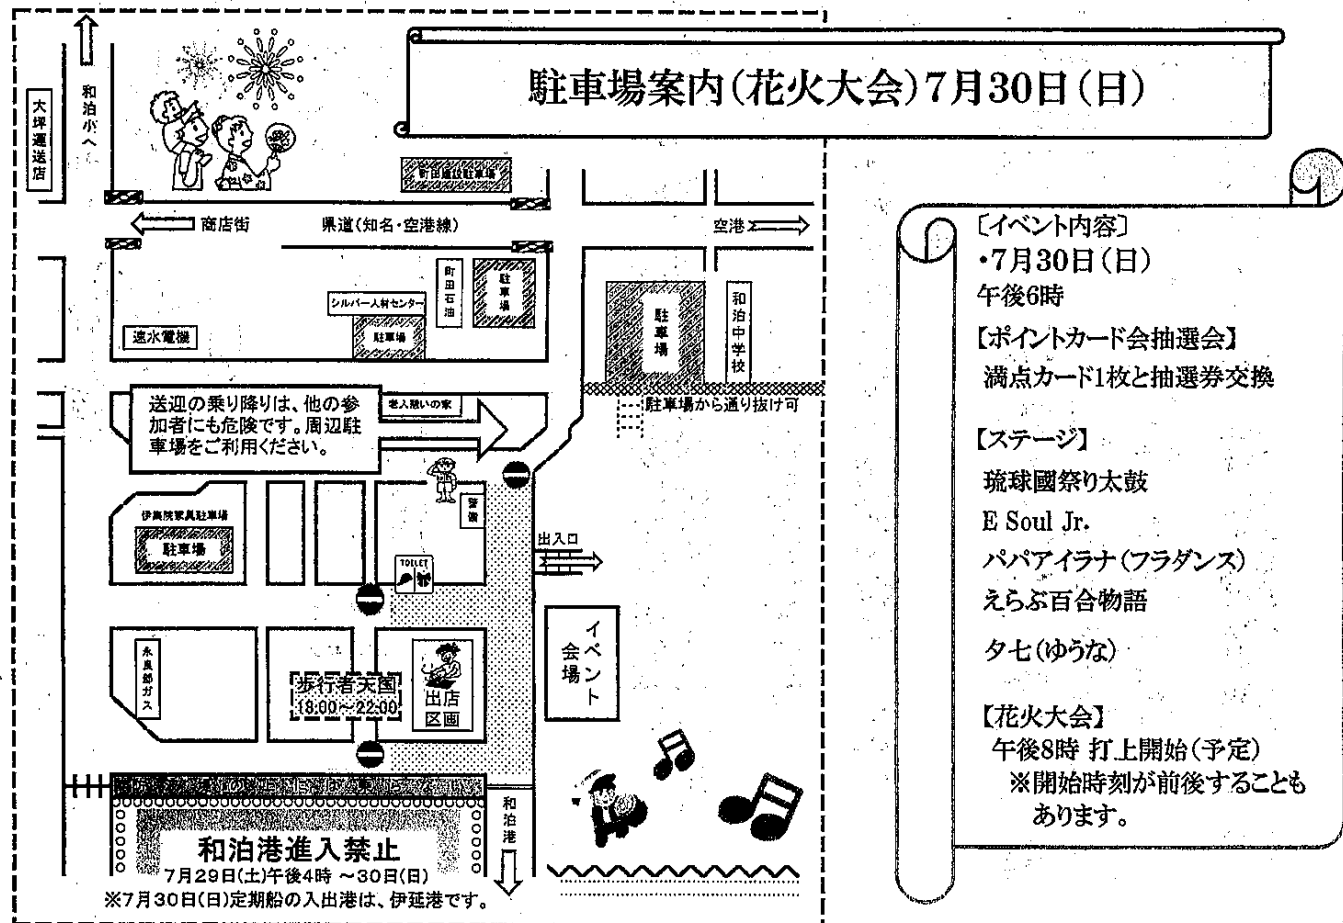 駐車場案内(花火大会)7月30日(日)
大坪運送店
和泊小へ
町田建設駐車場
商店街
県道(知名・空港線)
空港
町田石油
駐車場
シルバー人材センター
駐車場
速水電機
駐車場
和泊中学校
駐車場から通り抜け可
老人憩いの家
送迎の乗り降りは、他の参
加者にも危険です。周辺駐
車場をご利用ください。
伊集院家具駐車場
駐車場
警備
TOILET
出入口
イベント
会場
永良部ガス
歩行者天国
18:00~22:00
出店
区画
和泊港
和泊港進入禁止
7月29日(土)午後4時 ~30日(日)
※7月30日(日)定期船の入出港は、伊延港です。
〔イベント内容〕
・7月30日(日)
午後6時
【ポイントカード会抽選会】
満点カード1枚と抽選券交換
【ステージ】
琉球國祭り太鼓
E Soul Jr.
パパアイラナ(フラダンス)
えらぶ百合物語
夕七(ゆうな)
【花火大会】
午後8時 打上開始(予定)
※開始時刻が前後することも
あります。